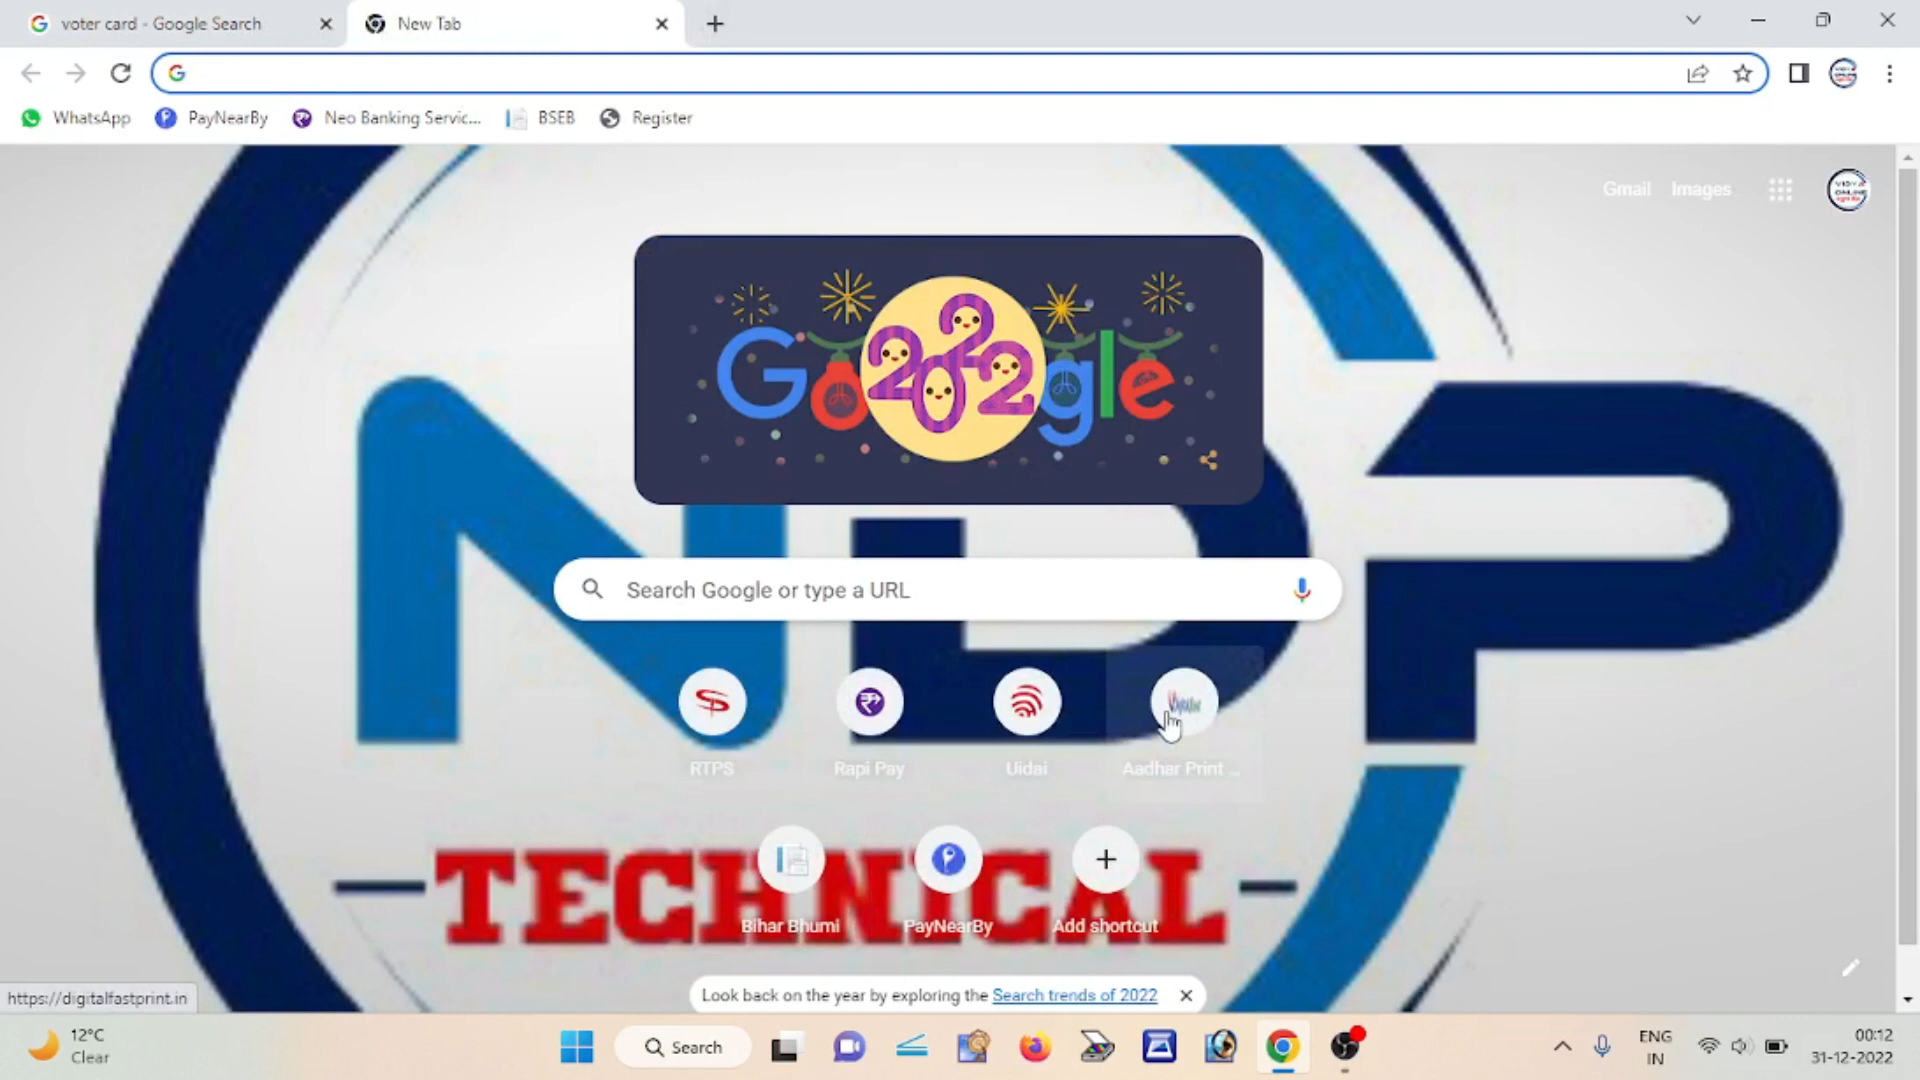 voter card - Google Search
New Tab
WhatsApp
PayNearBy
Neo Banking Servic...
BSEB
Register
Gmail
Images
Google
2022
NDP
Search Google or type a URL
RTPS
Rapi Pay
Uidai
Aadhar Print ...
TECHNICAL
Bihar Bhumi
PayNearBy
Add shortcut
https://digitalfastprint.in
Look back on the year by exploring the Search trends of 2022
12°C
Clear
Search
ENG
IN
00:12
31-12-2022